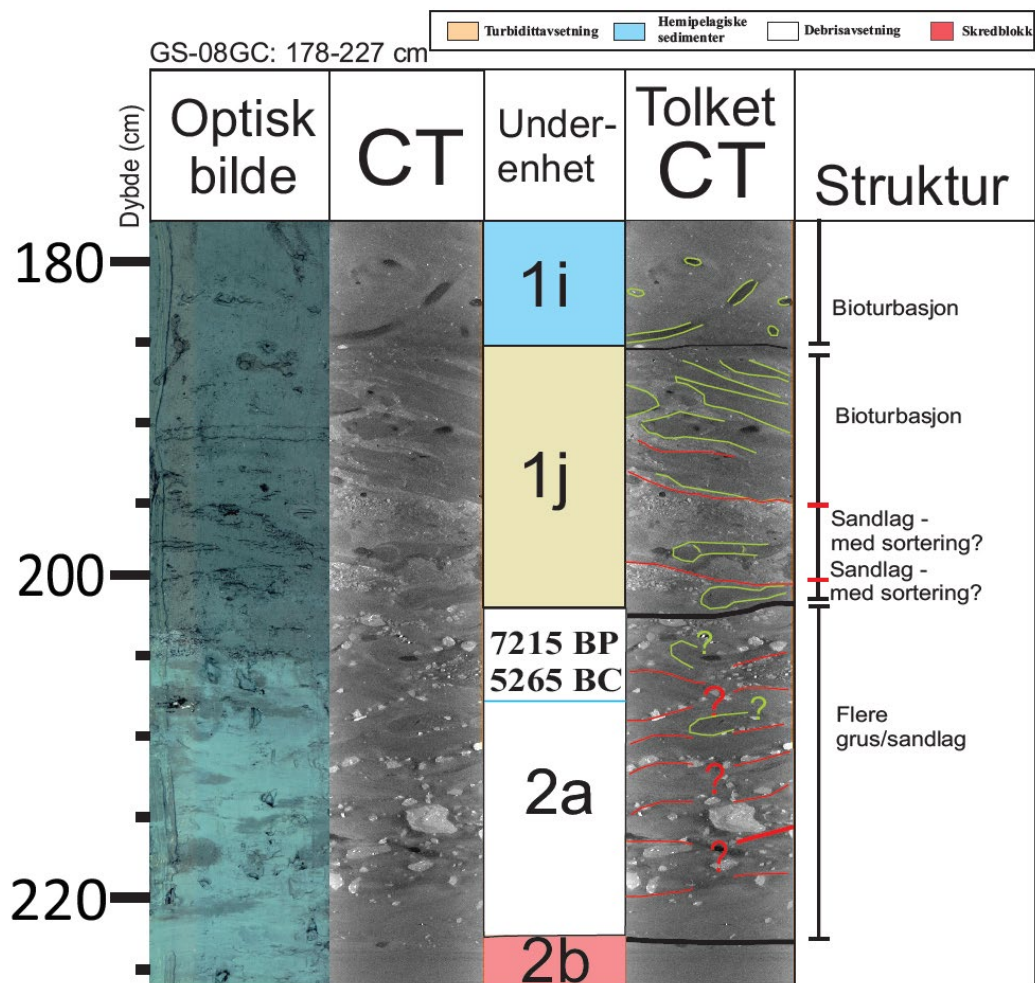 Turbidittavsetning
Hemipelagiske
sedimenter
Debrisavsetning
Skredblokk
GS-08GC: 178-227 cm
Dybde (cm)
Optisk
bilde
CT
Under-
enhet
Tolket
CT
Struktur
180
1i
Bioturbasjon
1j
Bioturbasjon
Sandlag -
med sortering?
200
Sandlag -
med sortering?
7215 BP
5265 BC
?
?
?
Flere
grus/sandlag
2a
?
?
220
2b